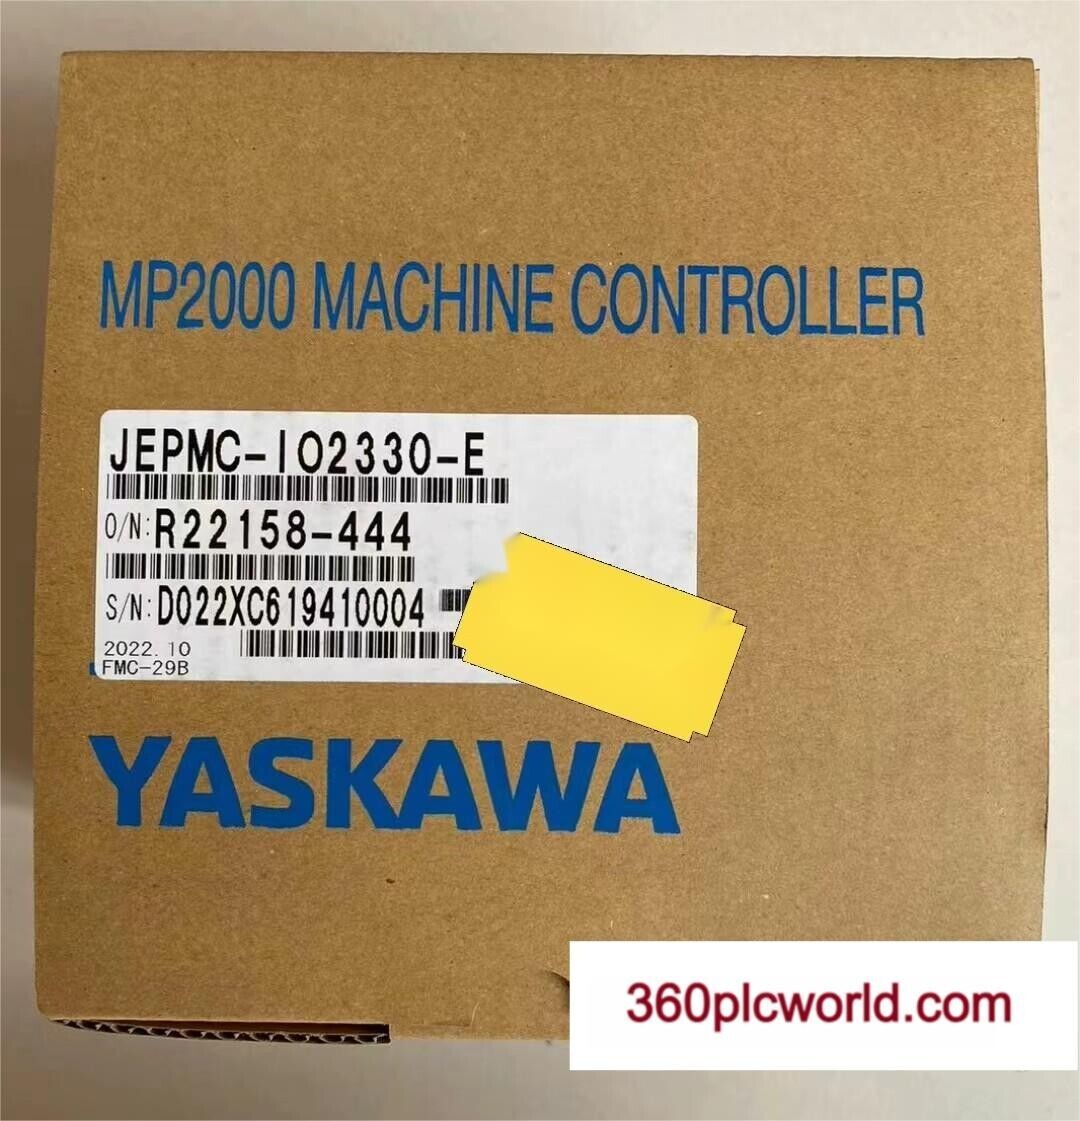 MP2000 MACHINE CONTROLLER
JEPMC-IO2330-E
O/N:R22158-444
S/N:D022XC619410004
2022.10
FMC-29B
YASKAWA
360plcworld.com